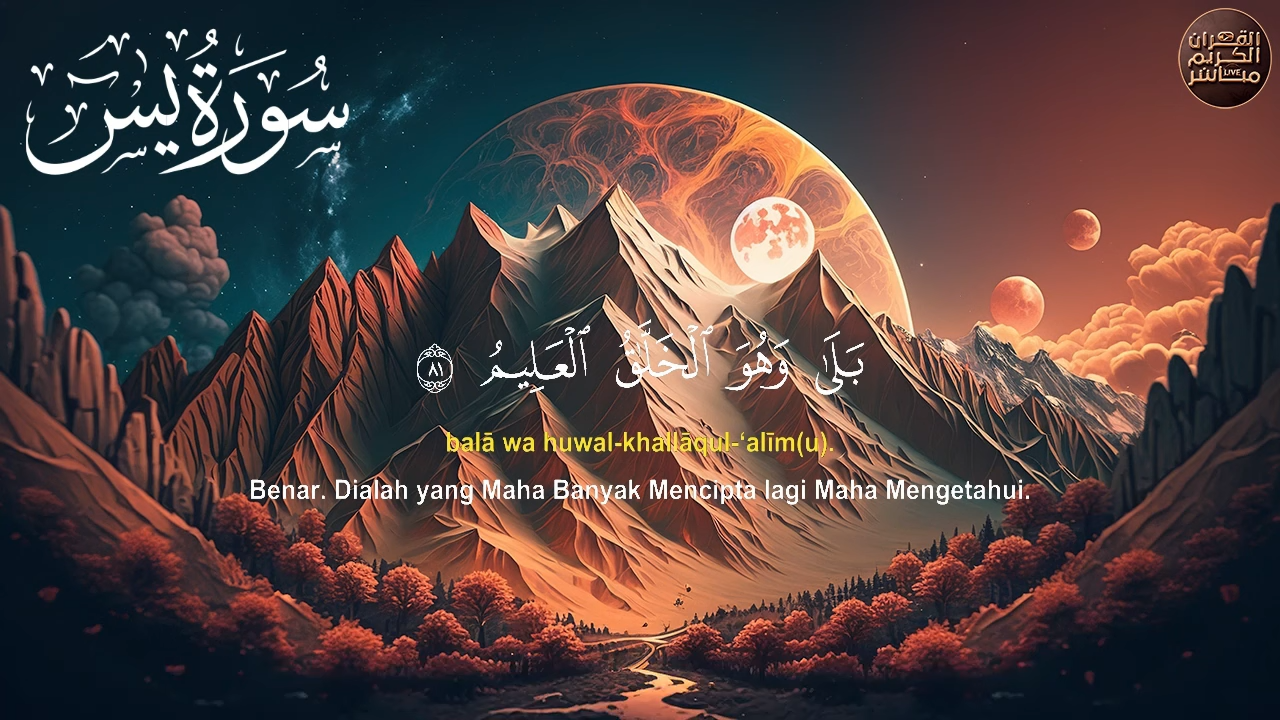 سُورَةُ يسٓ
القرآن
الكريم
LIVE
مباشر
بَلَىٰ وَهُوَ ٱلْخَلَّٰقُ ٱلْعَلِيمُ ٨١
balā wa huwal-khallāqul-‘alīm(u).
Benar. Dialah yang Maha Banyak Mencipta lagi Maha Mengetahui.